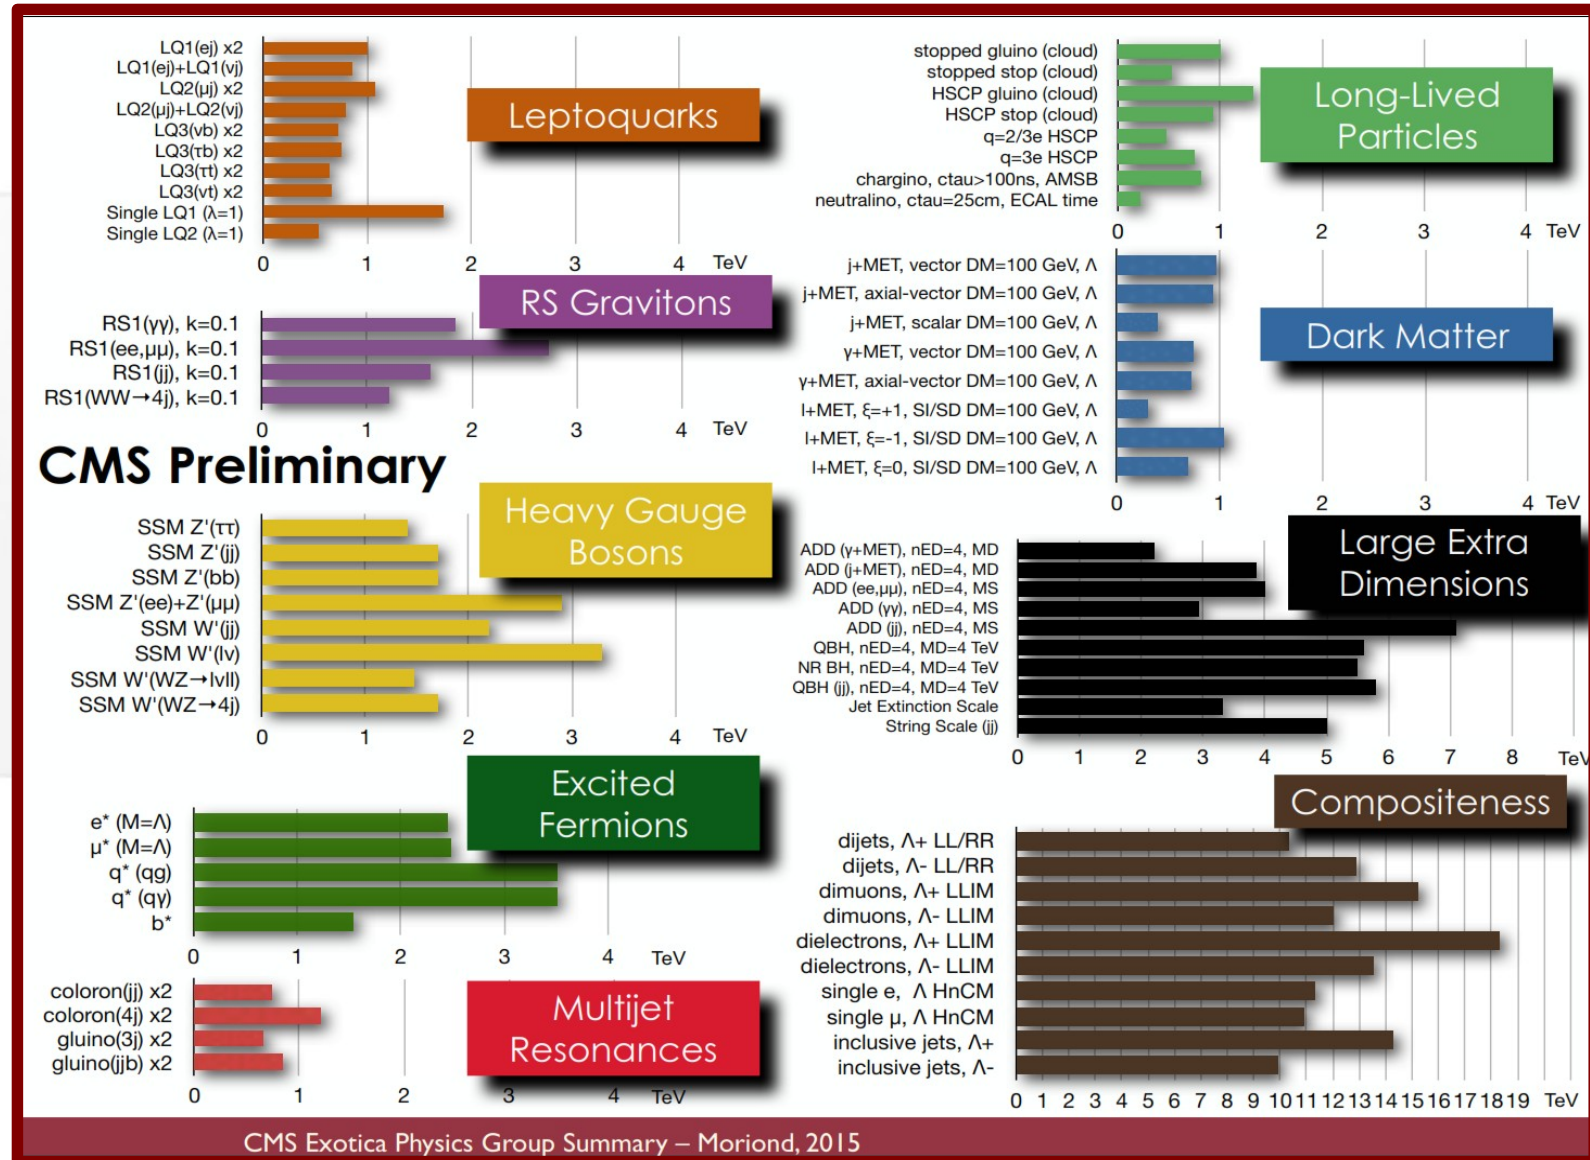 LQ1(ej) x2
LQ1(ej)+LQ1(νj)
LQ2(μj) x2
LQ2(μj)+LQ2(νj)
LQ3(νb) x2
LQ3(τb) x2
LQ3(τt) x2
LQ3(νt) x2
Single LQ1 (λ=1)
Single LQ2 (λ=1)
0 1 2 3 4 TeV
Leptoquarks
RS Gravitons
RS1(γγ), k=0.1
RS1(ee,μμ), k=0.1
RS1(jj), k=0.1
RS1(WW→4j), k=0.1
0 1 2 3 4 TeV
CMS Preliminary
Heavy Gauge
Bosons
SSM Z'(ττ)
SSM Z'(jj)
SSM Z'(bb)
SSM Z'(ee)+Z'(μμ)
SSM W'(jj)
SSM W'(lν)
SSM W'(WZ→lνll)
SSM W'(WZ→4j)
0 1 2 3 4 TeV
Excited
Fermions
e* (M=Λ)
μ* (M=Λ)
q* (qg)
q* (qγ)
b*
0 1 2 3 4 TeV
coloron(jj) x2
coloron(4j) x2
gluino(3j) x2
gluino(jjb) x2
0 1 2 3 4 TeV
Multijet
Resonances
stopped gluino (cloud)
stopped stop (cloud)
HSCP gluino (cloud)
HSCP stop (cloud)
q=2/3e HSCP
q=3e HSCP
chargino, ctau>100ns, AMSB
neutralino, ctau=25cm, ECAL time
0 1 2 3 4 TeV
Long-Lived
Particles
j+MET, vector DM=100 GeV, Λ
j+MET, axial-vector DM=100 GeV, Λ
j+MET, scalar DM=100 GeV, Λ
γ+MET, vector DM=100 GeV, Λ
γ+MET, axial-vector DM=100 GeV, Λ
l+MET, ξ=+1, SI/SD DM=100 GeV, Λ
l+MET, ξ=-1, SI/SD DM=100 GeV, Λ
l+MET, ξ=0, SI/SD DM=100 GeV, Λ
0 1 2 3 4 TeV
Dark Matter
Large Extra
Dimensions
ADD (γ+MET), nED=4, MD
ADD (j+MET), nED=4, MD
ADD (ee,μμ), nED=4, MS
ADD (γγ), nED=4, MS
ADD (jj), nED=4, MS
QBH, nED=4, MD=4 TeV
NR BH, nED=4, MD=4 TeV
QBH (jj), nED=4, MD=4 TeV
Jet Extinction Scale
String Scale (jj)
0 1 2 3 4 5 6 7 8 TeV
Compositeness
dijets, Λ+ LL/RR
dijets, Λ- LL/RR
dimuons, Λ+ LLIM
dimuons, Λ- LLIM
dielectrons, Λ+ LLIM
dielectrons, Λ- LLIM
single e, Λ HnCM
single μ, Λ HnCM
inclusive jets, Λ+
inclusive jets, Λ-
0 1 2 3 4 5 6 7 8 9 10 11 12 13 14 15 16 17 18 19 TeV
CMS Exotica Physics Group Summary – Moriond, 2015